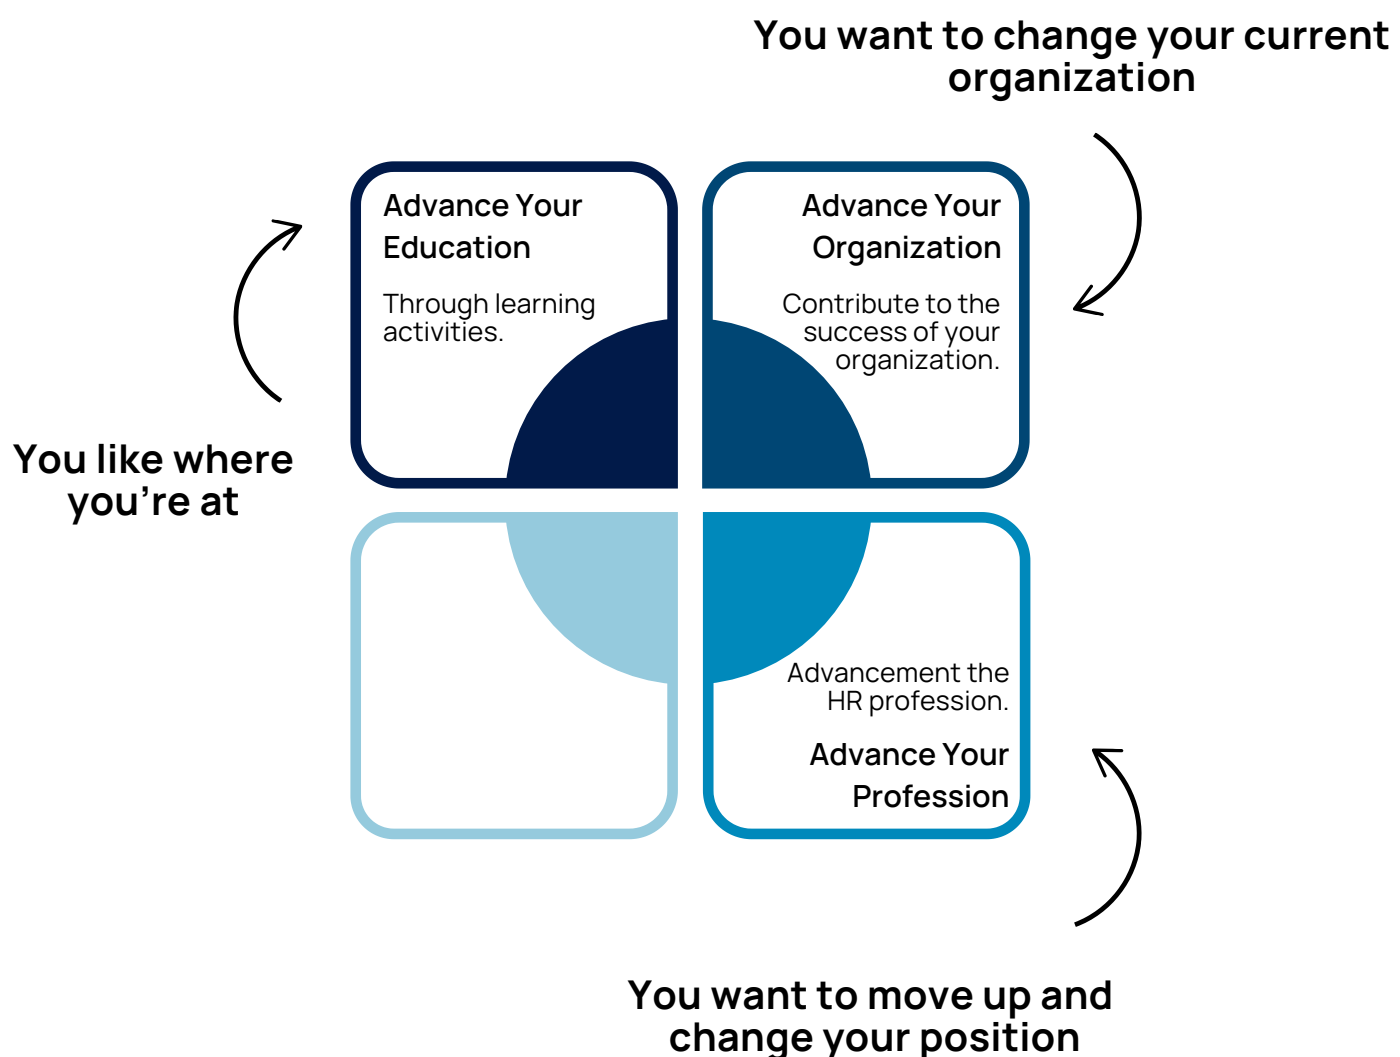 You want to change your current
organization
Advance Your
Education
Through learning
activities.
Advance Your
Organization
Contribute to the
success of your
organization.
You like where
you're at
Advancement the
HR profession.
Advance Your
Profession
You want to move up and
change your position